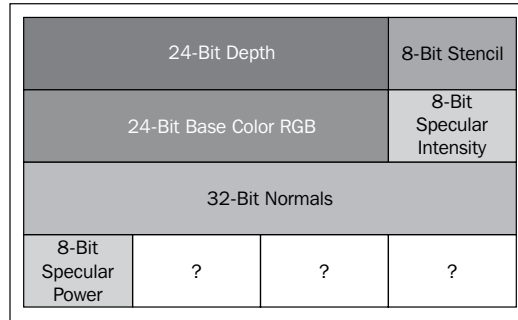 24-Bit Depth
8-Bit Stencil
24-Bit Base Color RGB
8-Bit
Specular
Intensity
32-Bit Normals
8-Bit
Specular
Power
?
?
?